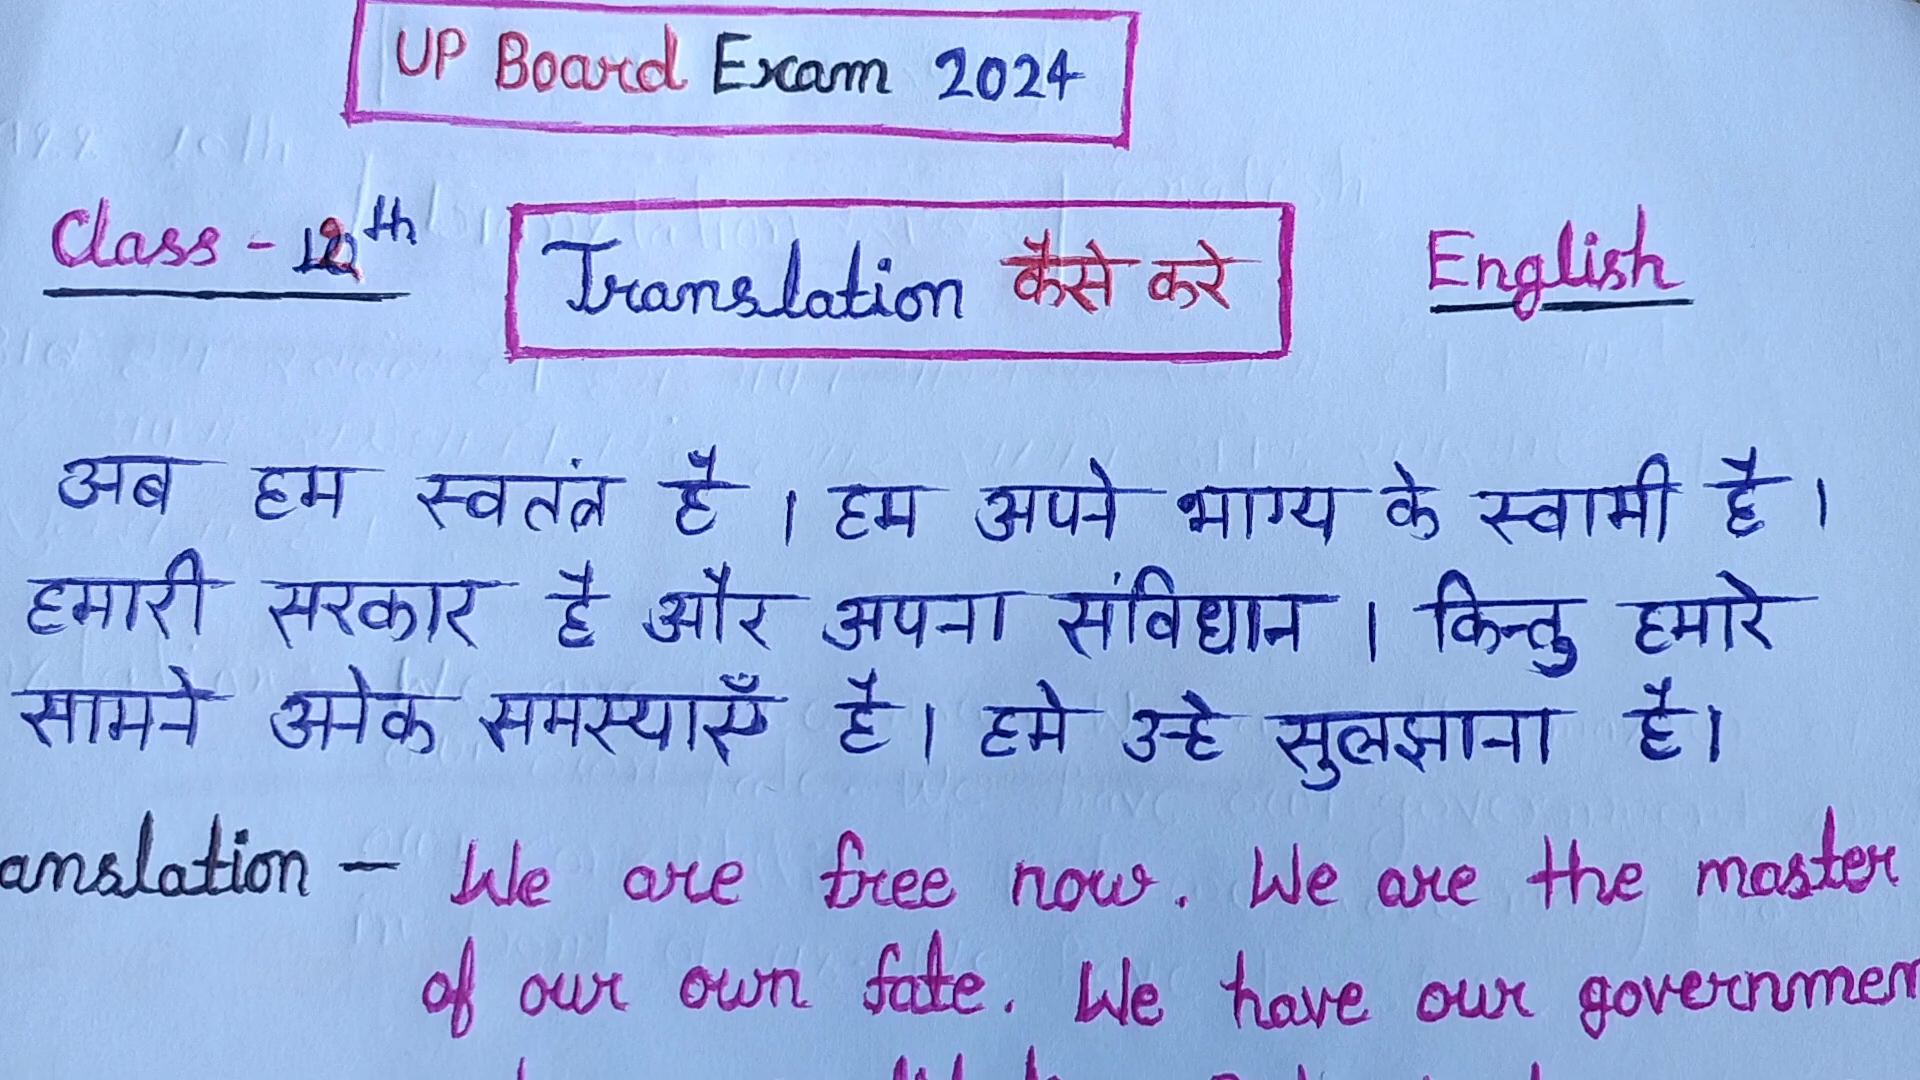 UP Board Exam 2024
Class - 12th
Translation कैसे करे
English
अब हम स्वतंत्र है । हम अपने भाग्य के स्वामी है ।
हमारी सरकार है और अपना संविधान । किन्तु हमारे
सामने अनेक समस्याएँ है । हमे उन्हे सुलझाना है ।
anslation - We are free now. We are the master
of our own fate. We have our governmen